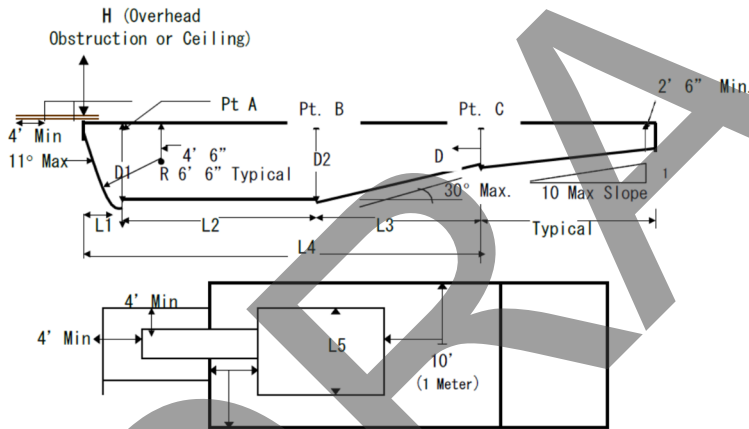 H (Overhead
Obstruction or Ceiling)
Pt A
Pt. B
Pt. C
2' 6” Min.
4' Min
11° Max
D1
4' 6”
R 6' 6” Typical
D2
D
30° Max.
1
10 Max Slope
L1
L2
L3
Typical
L4
4' Min
4' Min
L5
10'
(1 Meter)
DRA